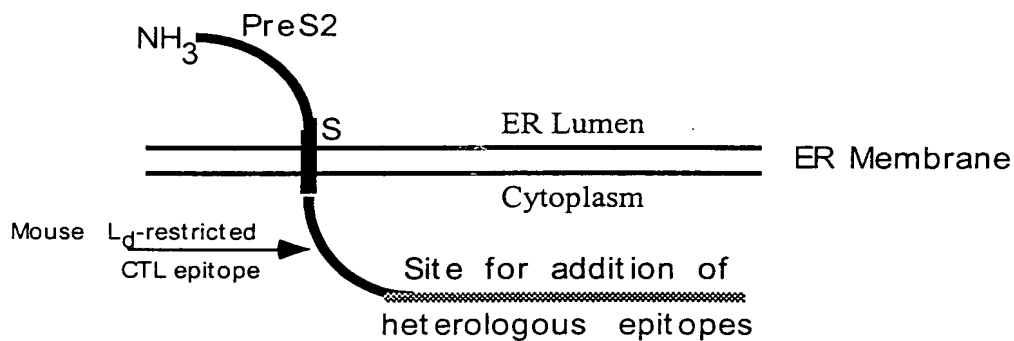 PreS2
NH3
S
ER Lumen
ER Membrane
Cytoplasm
Mouse Ld-restricted
CTL epitope
Site for addition of
heterologous epitopes